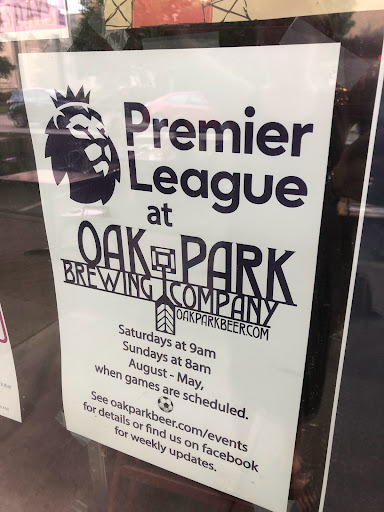 Premier
League
at
OAK PARK
BREWING COMPANY
OAKPARKBEER.COM
Saturdays at 9am
Sundays at 8am
August - May,
when games are scheduled.
See oakparkbeer.com/events
for details or find us on facebook
for weekly updates.